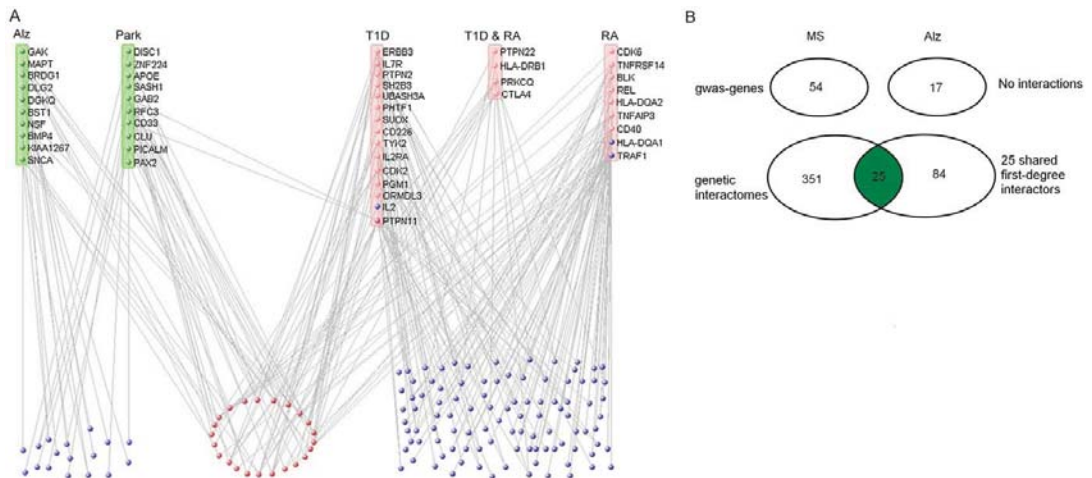 A
B
Alz
Park
T1D
T1D & RA
RA
GAK
MAPT
BRDG1
DLG2
DGKQ
BST1
NSF
BMP4
KIAA1267
SNCA
DISC1
ZNF224
APOE
SASH1
GAB2
RFC3
CD33
CLU
PICALM
PAX2
ERBB3
IL7R
PTPN2
SH2B3
UBASH3A
PHTF1
SUOX
CD226
TYK2
IL2RA
CDK2
PGM1
ORMDL3
IL2
PTPN11
PTPN22
HLA-DRB1
PRKCQ
CTLA4
CDK6
TNFRSF14
BLK
REL
HLA-DQA2
TNFAIP3
CD40
HLA-DQA1
TRAF1
MS
Alz
gwas-genes
54
17
No interactions
genetic
interactomes
351
25
84
25 shared
first-degree
interactors